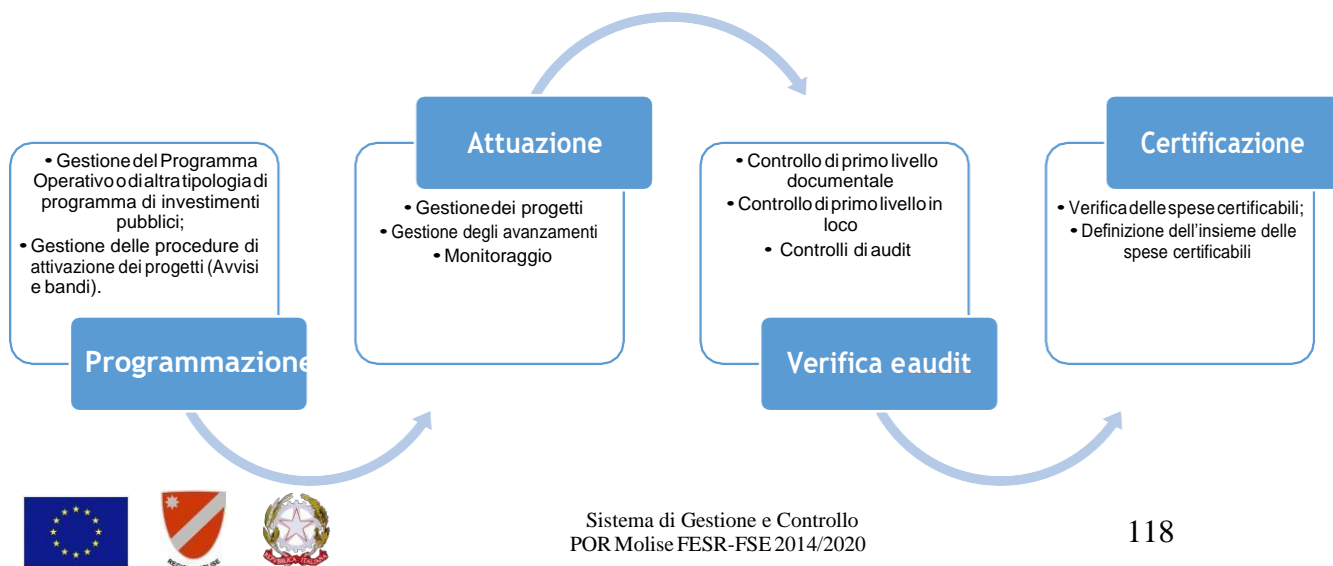 • Gestione del Programma
Operativo o di altra tipologia di
programma di investimenti
pubblici;
• Gestione delle procedure di
attivazione dei progetti (Avvisi
e bandi).
Programmazione
Attuazione
• Gestione dei progetti
• Gestione degli avanzamenti
• Monitoraggio
• Controllo di primo livello
documentale
• Controllo di primo livello in
loco
• Controlli di audit
Verifica eaudit
Certificazione
• Verifica delle spese certificabili;
• Definizione dell'insieme delle
spese certificabili
REPVBBLICA ITALIANA
Sistema di Gestione e Controllo
POR Molise FESR-FSE 2014/2020
118